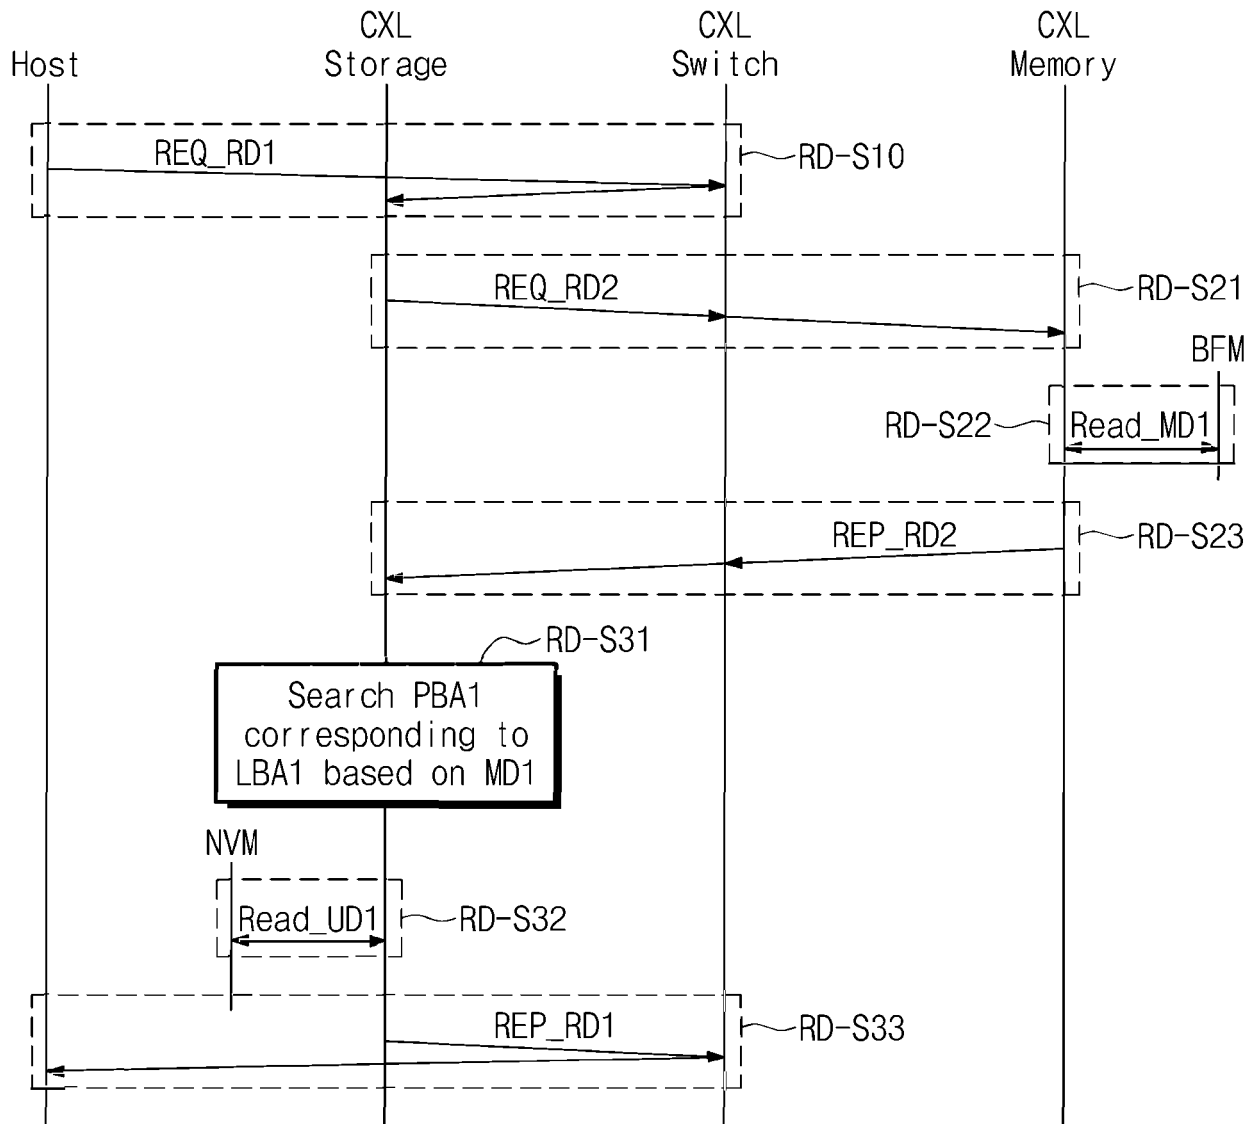 Host
CXL
Storage
CXL
Switch
CXL
Memory
REQ_RD1
RD-S10
REQ_RD2
RD-S21
BFM
RD-S22
Read_MD1
REP_RD2
RD-S23
RD-S31
Search PBA1
corresponding to
LBA1 based on MD1
NVM
Read_UD1
RD-S32
REP_RD1
RD-S33